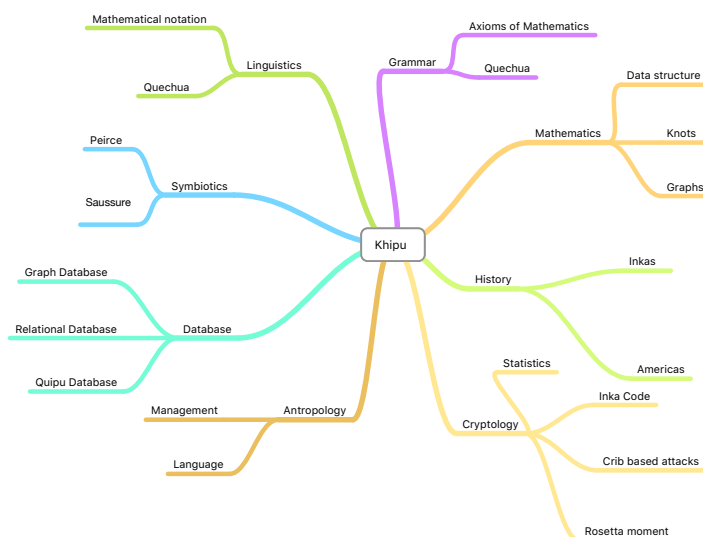 Mathematical notation
Linguistics
Quechua
Peirce
Symbiotics
Saussure
Graph Database
Relational Database
Database
Quipu Database
Management
Antropology
Language
Khipu
Axioms of Mathematics
Grammar
Quechua
Data structure
Mathematics
Knots
Graphs
Inkas
History
Americas
Statistics
Inka Code
Cryptology
Crib based attacks
Rosetta moment